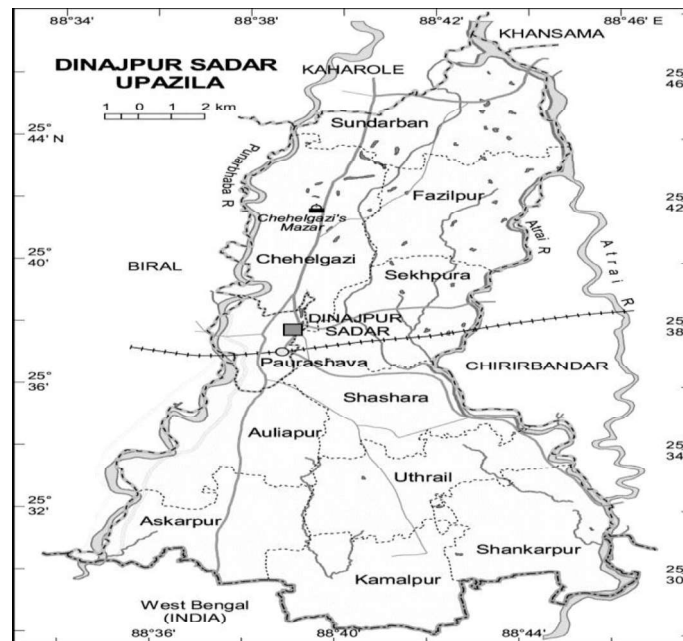 88°34' 88°38' 88°42' 88°46' E
KHANSAMA
DINAJPUR SADAR
UPAZILA
KAHAROLE
1 0 1 2 km
25°
46'
25°
44' N
Sundarban
Punarbhaba R
Fazilpur
25°
42'
Chehelgazi's
Mazar
Atrai R
Atrai R
25°
40'
BIRAL
Chehelgazi
Sekhpura
DINAJPUR
SADAR
25°
38'
Paurashava
CHIRIRBANDAR
25°
36'
Shashara
Auliapur
25°
34'
Uthrail
25°
32'
Askarpur
Shankarpur
Kamalpur
25°
30'
West Bengal
(INDIA)
88°36' 88°40' 88°44'